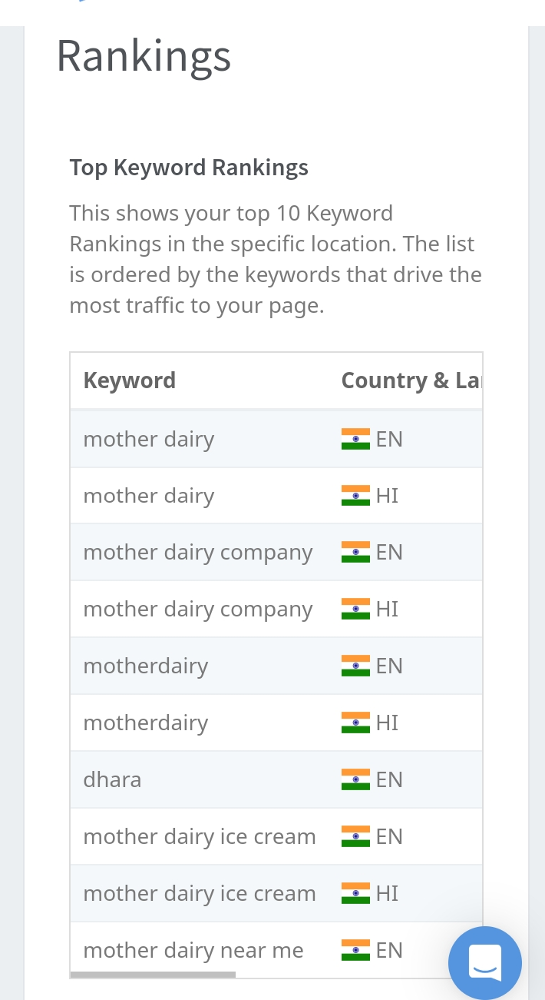 Rankings
Top Keyword Rankings
This shows your top 10 Keyword
Rankings in the specific location. The list
is ordered by the keywords that drive the
most traffic to your page.
Keyword Country &
mother dairy EN
mother dairy HI
mother dairy company EN
mother dairy company HI
motherdairy EN
motherdairy HI
dhara EN
mother dairy ice cream EN
mother dairy ice cream HI
mother dairy near me EN